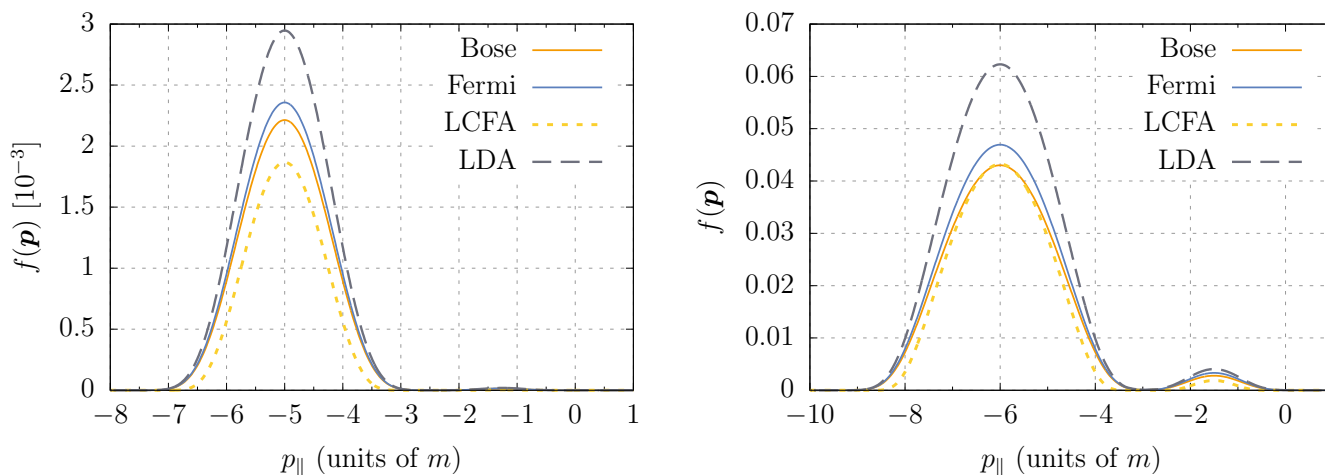 3
2.5
2
1.5
1
0.5
0
f(p) [10⁻³]
Bose
Fermi
LCFA
LDA
−8 −7 −6 −5 −4 −3 −2 −1 0 1
p∥ (units of m)
0.07
0.06
0.05
0.04
0.03
0.02
0.01
0
f(p)
Bose
Fermi
LCFA
LDA
−10 −8 −6 −4 −2 0
p∥ (units of m)